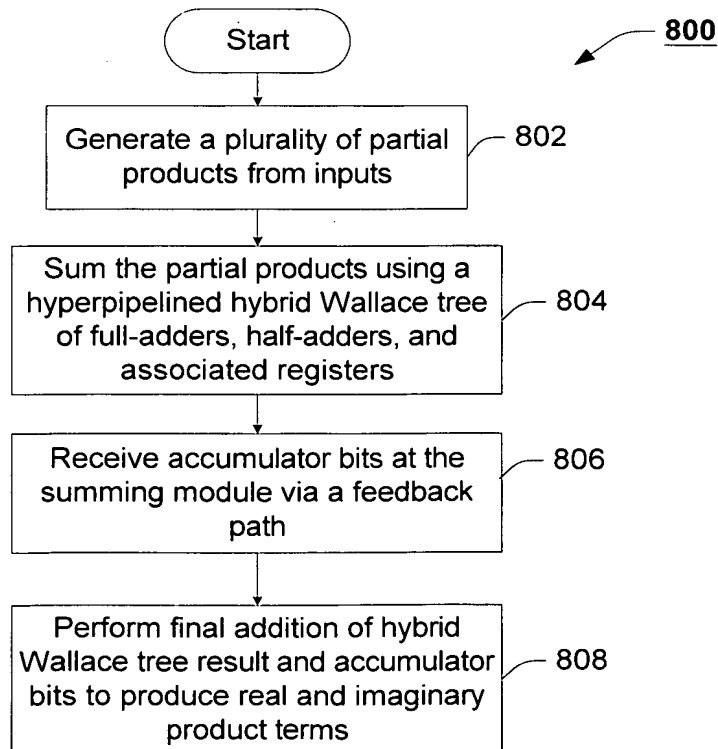 Start
800
Generate a plurality of partial
products from inputs
802
Sum the partial products using a
hyperpipelined hybrid Wallace tree
of full-adders, half-adders, and
associated registers
804
Receive accumulator bits at the
summing module via a feedback
path
806
Perform final addition of hybrid
Wallace tree result and accumulator
bits to produce real and imaginary
product terms
808